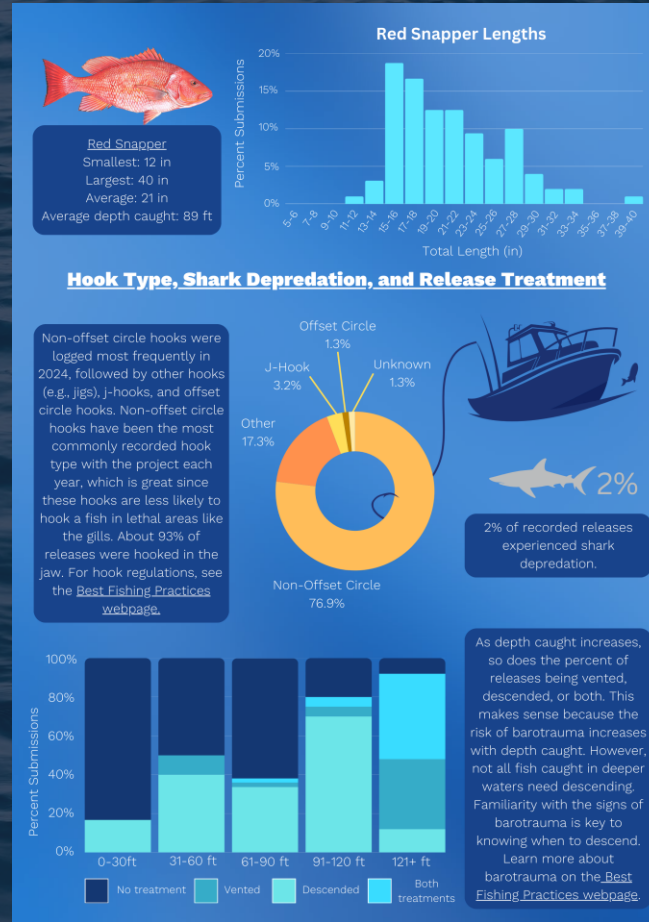 Red Snapper Lengths
20%
15%
10%
5%
0%
Percent Submissions
5-6
7-8
9-10
11-12
13-14
15-16
17-18
19-20
21-22
23-24
25-26
27-28
29-30
31-32
33-34
35-36
37-38
39-40
Total Length (in)
Red Snapper
Smallest: 12 in
Largest: 40 in
Average: 21 in
Average depth caught: 89 ft
Hook Type, Shark Depredation, and Release Treatment
Non-offset circle hooks were
logged most frequently in
2024, followed by other hooks
(e.g., jigs), j-hooks, and offset
circle hooks. Non-offset circle
hooks have been the most
commonly recorded hook
type with the project each
year, which is great since
these hooks are less likely to
hook a fish in lethal areas like
the gills. About 93% of
releases were hooked in the
jaw. For hook regulations, see
the Best Fishing Practices
webpage.
Offset Circle
1.3%
J-Hook
3.2%
Unknown
1.3%
Other
17.3%
Non-Offset Circle
76.9%
2%
2% of recorded releases
experienced shark
depredation.
100%
80%
60%
40%
20%
0%
Percent Submissions
0-30ft
31-60 ft
61-90 ft
91-120 ft
121+ ft
No treatment
Vented
Descended
Both
treatments
As depth caught increases,
so does the percent of
releases being vented,
descended, or both. This
makes sense because the
risk of barotrauma increases
with depth caught. However,
not all fish caught in deeper
waters need descending.
Familiarity with the signs of
barotrauma is key to
knowing when to descend.
Learn more about
barotrauma on the Best
Fishing Practices webpage.